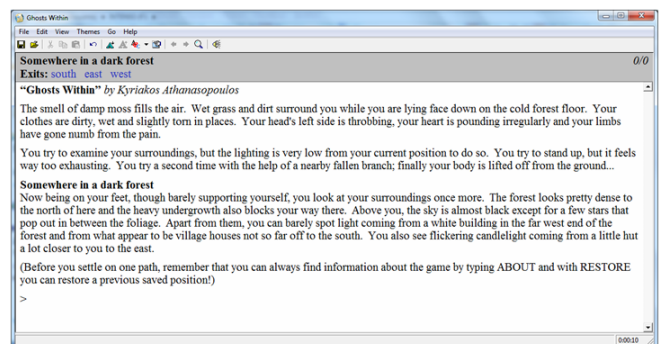 Ghosts Within
File Edit View Themes Go Help
Somewhere in a dark forest 0/0
Exits: south east west
“Ghosts Within” by Kyriakos Athanasopoulos
The smell of damp moss fills the air. Wet grass and dirt surround you while you are lying face down on the cold forest floor. Your
clothes are dirty, wet and slightly torn in places. Your head's left side is throbbing, your heart is pounding irregularly and your limbs
have gone numb from the pain.
You try to examine your surroundings, but the lighting is very low from your current position to do so. You try to stand up, but it feels
way too exhausting. You try a second time with the help of a nearby fallen branch; finally your body is lifted off from the ground...
Somewhere in a dark forest
Now being on your feet, though barely supporting yourself, you look at your surroundings once more. The forest looks pretty dense to
the north of here and the heavy undergrowth also blocks your way there. Above you, the sky is almost black except for a few stars that
pop out in between the foliage. Apart from them, you can barely spot light coming from a white building in the far west end of the
forest and from what appear to be village houses not so far off to the south. You also see flickering candlelight coming from a little hut
a lot closer to you to the east.
(Before you settle on one path, remember that you can always find information about the game by typing ABOUT and with RESTORE
you can restore a previous saved position!)
>
0:00:10